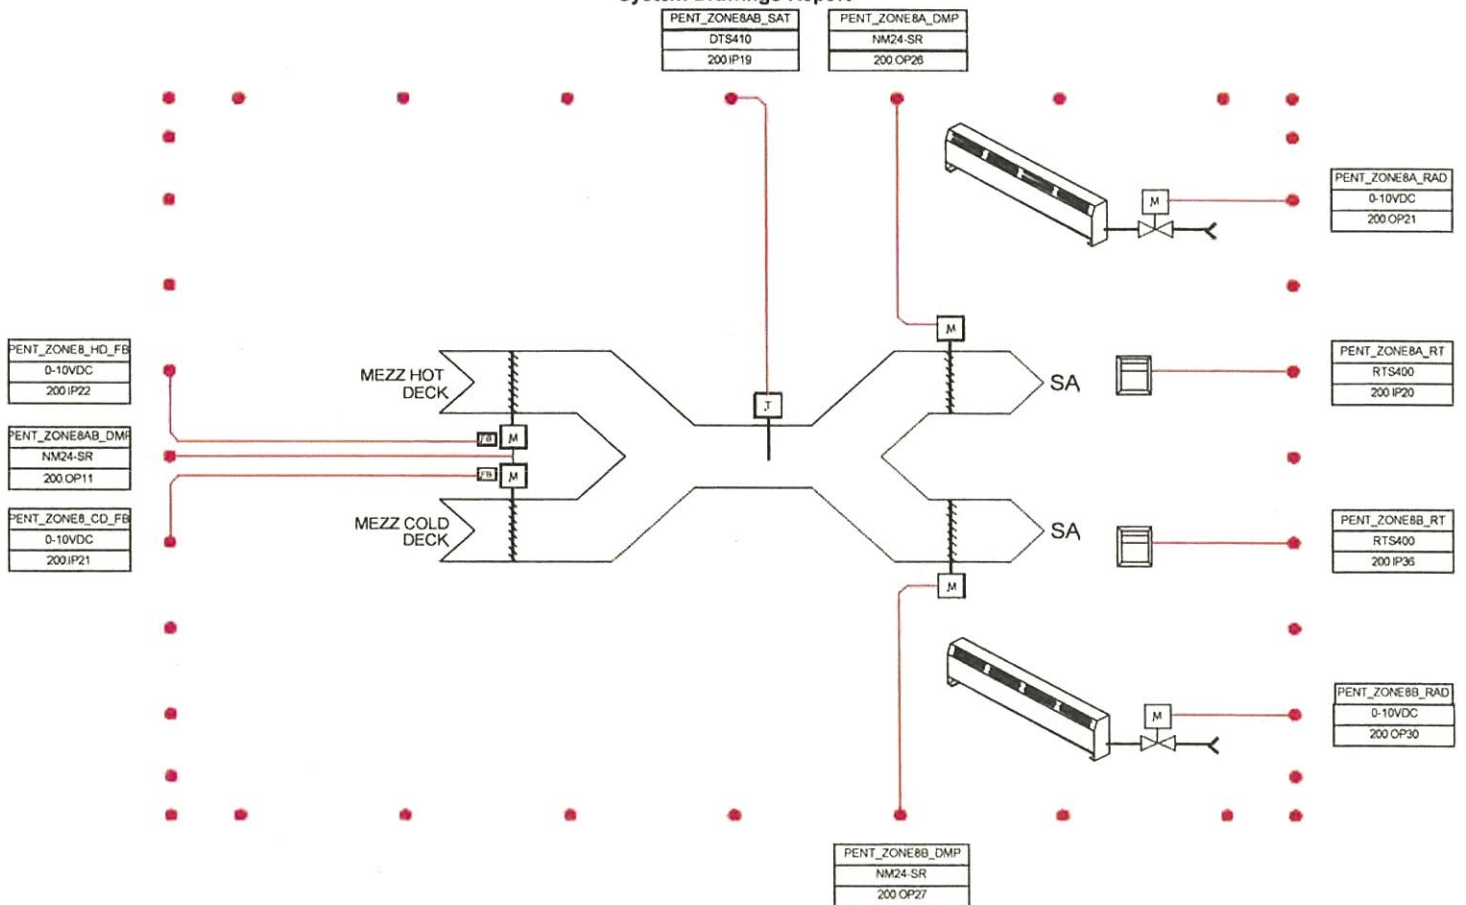 System Drawings Report
PENT_ZONE8AB_SAT
DTS410
200 IP19
PENT_ZONE8A_DMP
NM24-SR
200 OP26
PENT_ZONE8A_RAD
0-10VDC
200 OP21
M
M
PENT_ZONE8_HD_FB
0-10VDC
200 IP22
MEZZ HOT
DECK
T
SA
PENT_ZONE8A_RT
RTS400
200 IP20
PENT_ZONE8AB_DMP
NM24-SR
200 OP11
FB
M
FB
M
PENT_ZONE8_CD_FB
0-10VDC
200 IP21
MEZZ COLD
DECK
SA
PENT_ZONE8B_RT
RTS400
200 IP36
M
M
PENT_ZONE8B_RAD
0-10VDC
200 OP30
PENT_ZONE8B_DMP
NM24-SR
200 OP27